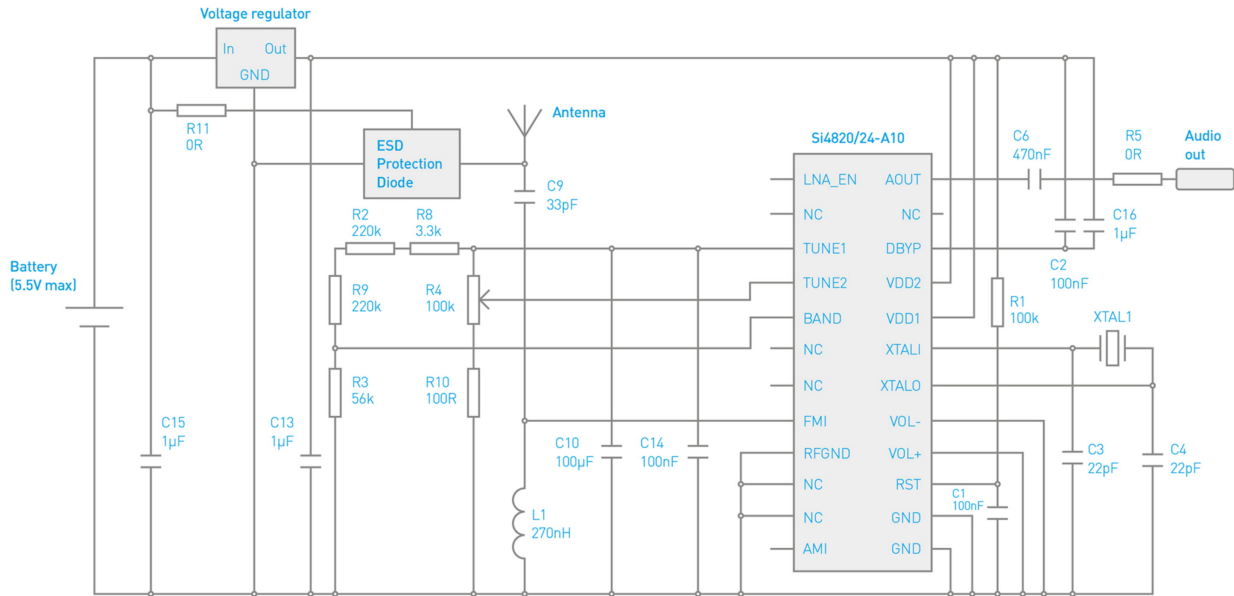 Voltage regulator
In
Out
GND
R11
0R
ESD
Protection
Diode
Antenna
C9
33pF
Si4820/24-A10
C6
470nF
R5
0R
Audio
out
R2
220k
R8
3.3k
Battery
(5.5V max)
R9
220k
R4
100k
R3
56k
R10
100R
C15
1µF
C13
1µF
C10
100µF
C14
100nF
L1
270nH
LNA_EN
NC
TUNE1
TUNE2
BAND
NC
NC
FMI
RFGND
NC
NC
AMI
AOUT
NC
DBYP
VDD2
VDD1
XTALI
XTALO
VOL-
VOL+
RST
GND
GND
C16
1µF
C2
100nF
R1
100k
XTAL1
C3
22pF
C4
22pF
C1
100nF